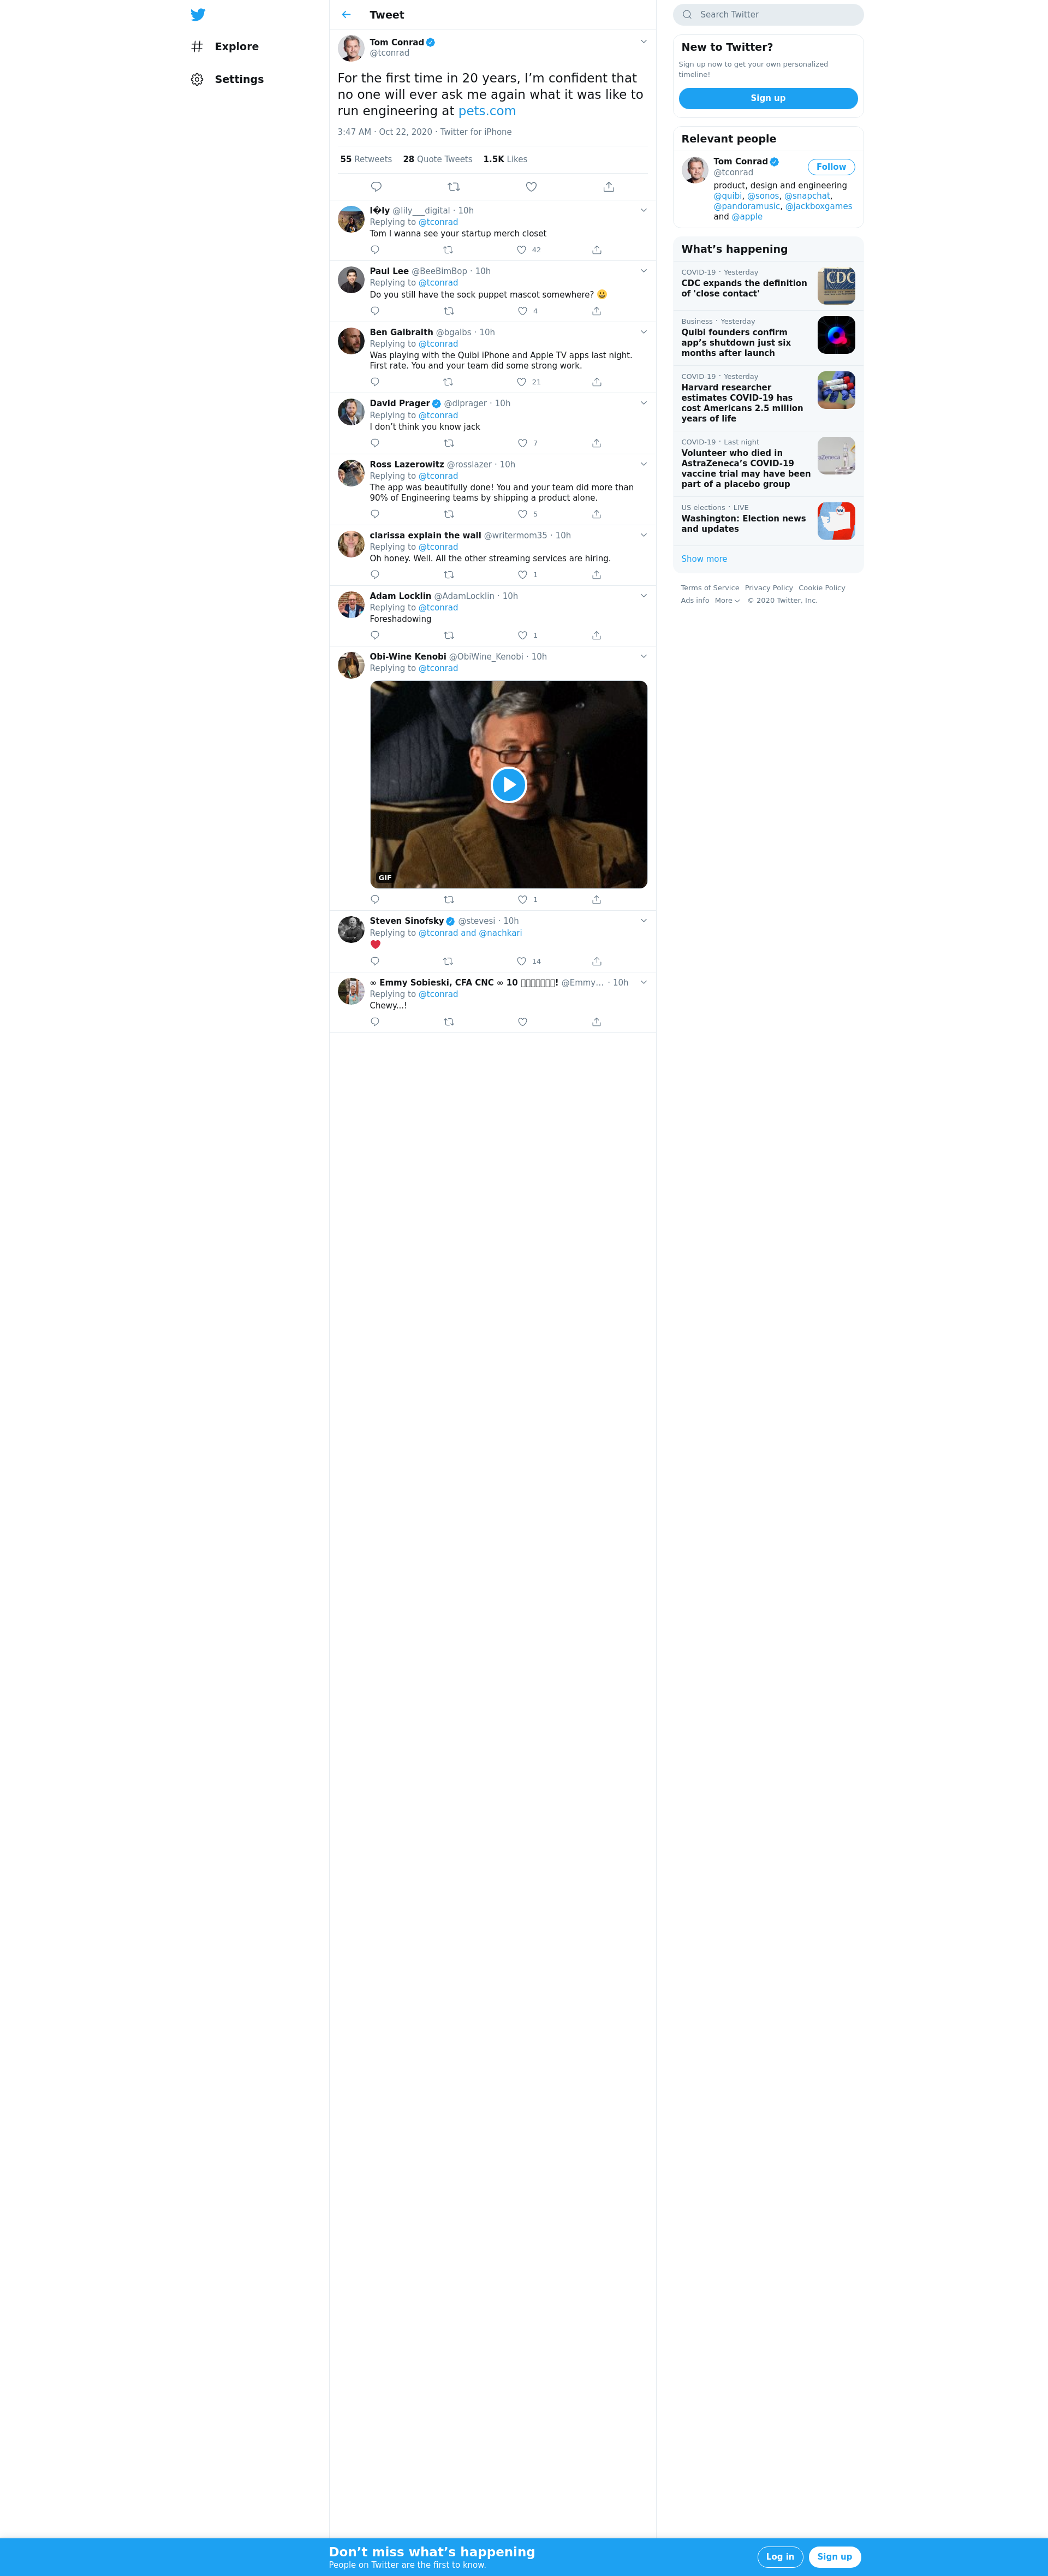 Explore
Settings
Tweet
Tom Conrad
@tconrad
For the first time in 20 years, I’m confident that
no one will ever ask me again what it was like to
run engineering at pets.com
3:47 AM · Oct 22, 2020 · Twitter for iPhone
55 Retweets 28 Quote Tweets 1.5K Likes
l�ly @lily___digital · 10h
Replying to @tconrad
Tom I wanna see your startup merch closet
42
Paul Lee @BeeBimBop · 10h
Replying to @tconrad
Do you still have the sock puppet mascot somewhere? 😃
4
Ben Galbraith @bgalbs · 10h
Replying to @tconrad
Was playing with the Quibi iPhone and Apple TV apps last night.
First rate. You and your team did some strong work.
21
David Prager @dlprager · 10h
Replying to @tconrad
I don’t think you know jack
7
Ross Lazerowitz @rosslazer · 10h
Replying to @tconrad
The app was beautifully done! You and your team did more than
90% of Engineering teams by shipping a product alone.
5
clarissa explain the wall @writermom35 · 10h
Replying to @tconrad
Oh honey. Well. All the other streaming services are hiring.
1
Adam Locklin @AdamLocklin · 10h
Replying to @tconrad
Foreshadowing
1
Obi-Wine Kenobi @ObiWine_Kenobi · 10h
Replying to @tconrad
GIF
1
Steven Sinofsky @stevesi · 10h
Replying to @tconrad and @nachkari
❤️
14
∞ Emmy Sobieski, CFA CNC ∞ 10 ! @Emmy… · 10h
Replying to @tconrad
Chewy...!
Search Twitter
New to Twitter?
Sign up now to get your own personalized
timeline!
Sign up
Relevant people
Tom Conrad
@tconrad
Follow
product, design and engineering
@quibi, @sonos, @snapchat,
@pandoramusic, @jackboxgames
and @apple
What’s happening
COVID-19 · Yesterday
CDC expands the definition
of 'close contact'
CDC
Business · Yesterday
Quibi founders confirm
app’s shutdown just six
months after launch
COVID-19 · Yesterday
Harvard researcher
estimates COVID-19 has
cost Americans 2.5 million
years of life
COVID-19 · Last night
Volunteer who died in
AstraZeneca’s COVID-19
vaccine trial may have been
part of a placebo group
aZeneca
US elections · LIVE
Washington: Election news
and updates
Show more
Terms of Service Privacy Policy Cookie Policy
Ads info More © 2020 Twitter, Inc.
Don’t miss what’s happening
People on Twitter are the first to know.
Log in
Sign up